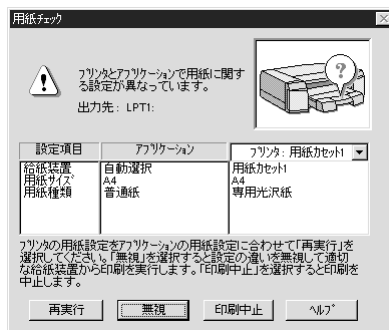 用紙ﾁｪｯｸ
ﾌﾟﾘﾝﾀとｱﾌﾟﾘｹｰｼｮﾝで用紙に関す
る設定が異なっています。
出力先: LPT1:
設定項目 ｱﾌﾟﾘｹｰｼｮﾝ ﾌﾟﾘﾝﾀ: 用紙ｶｾｯﾄ1
給紙装置 自動選択 用紙ｶｾｯﾄ1
用紙ｻｲｽﾞ A4 A4
用紙種類 普通紙 専用光沢紙
ﾌﾟﾘﾝﾀの用紙設定をｱﾌﾟﾘｹｰｼｮﾝの用紙設定に合わせて｢再実行｣を
選択してください。｢無視｣を選択すると設定の違いを無視して適切
な給紙装置から印刷を実行します。｢印刷中止｣を選択すると印刷を
中止します。
再実行 無視 印刷中止 ﾍﾙﾌﾟ